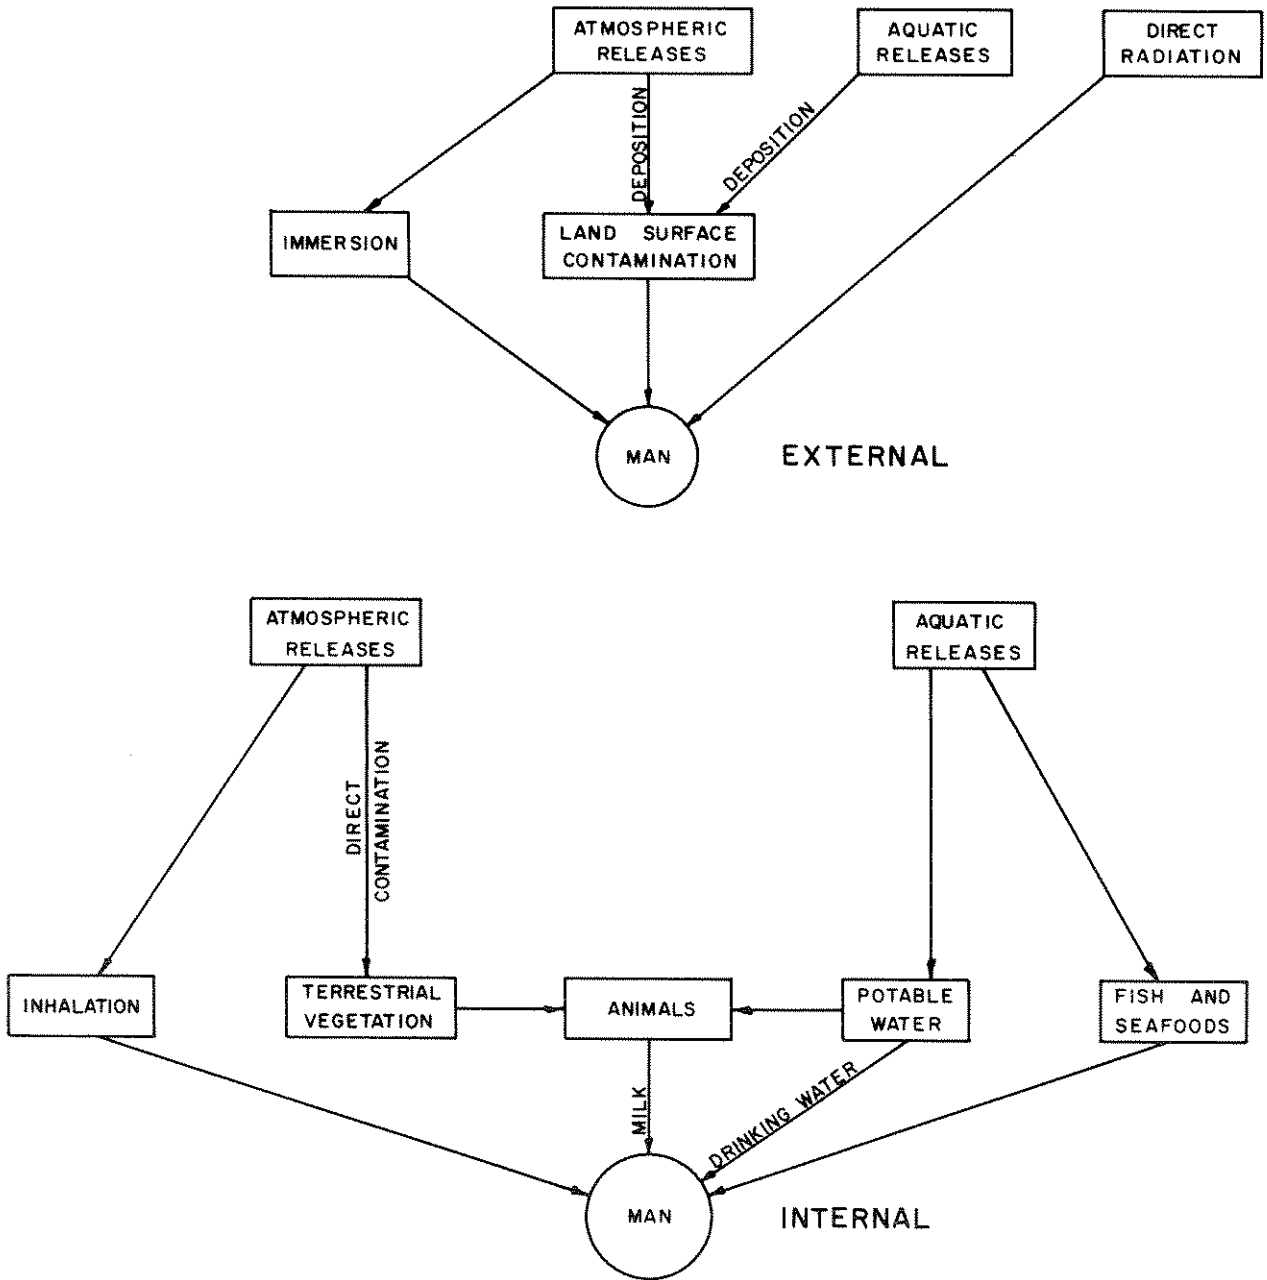 ATMOSPHERIC
RELEASES
AQUATIC
RELEASES
DIRECT
RADIATION
DEPOSITION
DEPOSITION
IMMERSION
LAND SURFACE
CONTAMINATION
MAN
EXTERNAL
ATMOSPHERIC
RELEASES
AQUATIC
RELEASES
DIRECT
CONTAMINATION
INHALATION
TERRESTRIAL
VEGETATION
ANIMALS
POTABLE
WATER
FISH AND
SEAFOODS
MILK
DRINKING WATER
MAN
INTERNAL